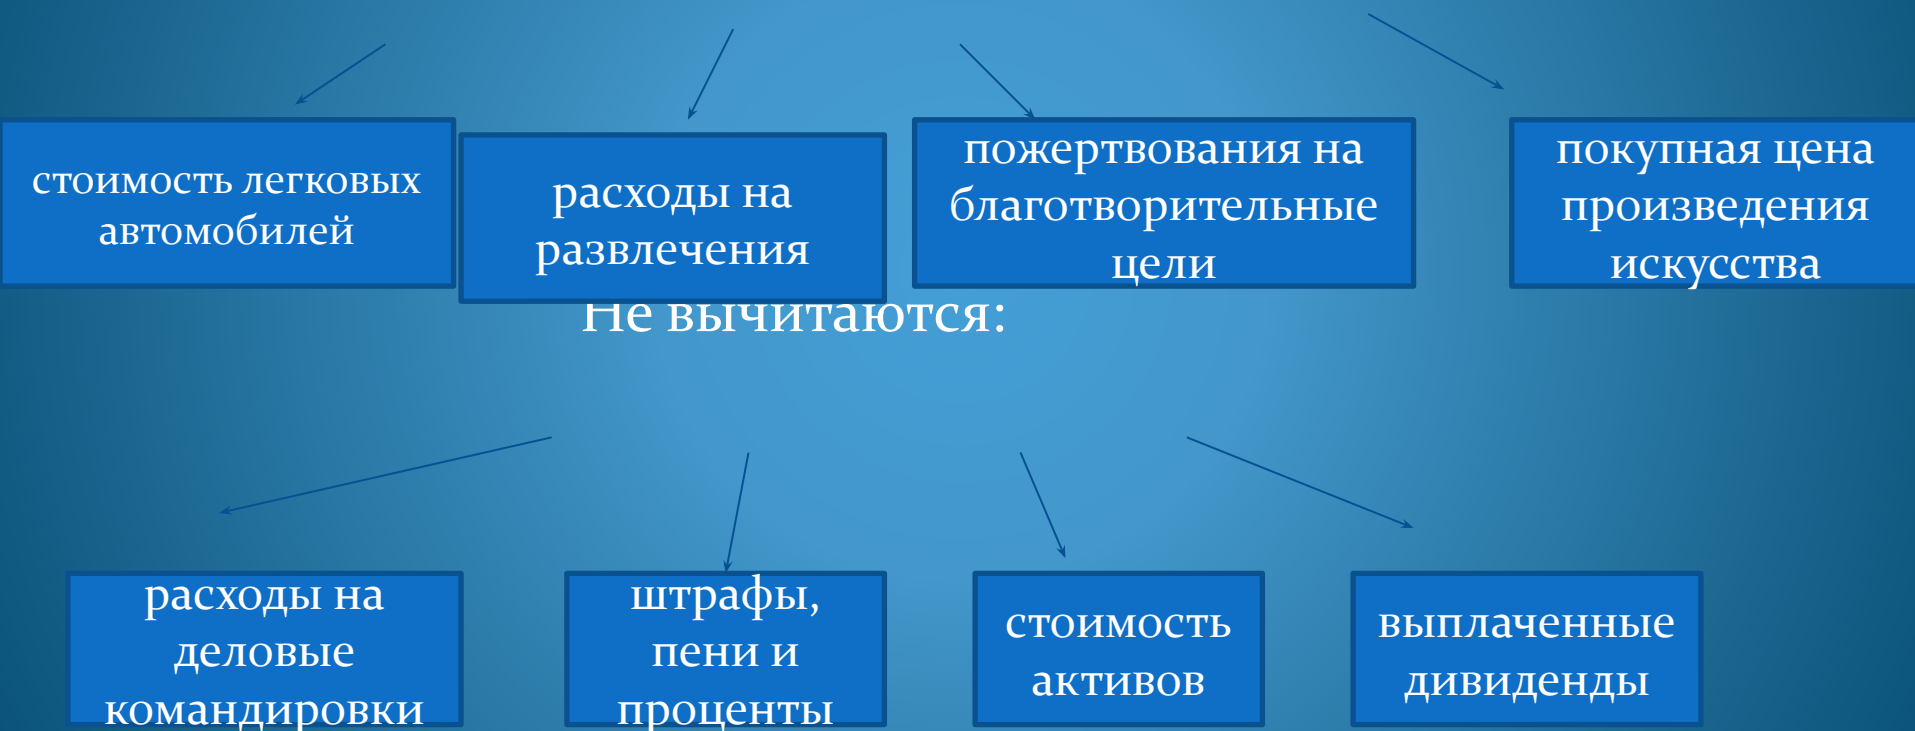 стоимость легковых
автомобилей
расходы на
развлечения
пожертвования на
благотворительные
цели
покупная цена
произведения
искусства
Не вычитаются:
расходы на
деловые
командировки
штрафы,
пени и
проценты
стоимость
активов
выплаченные
дивиденды